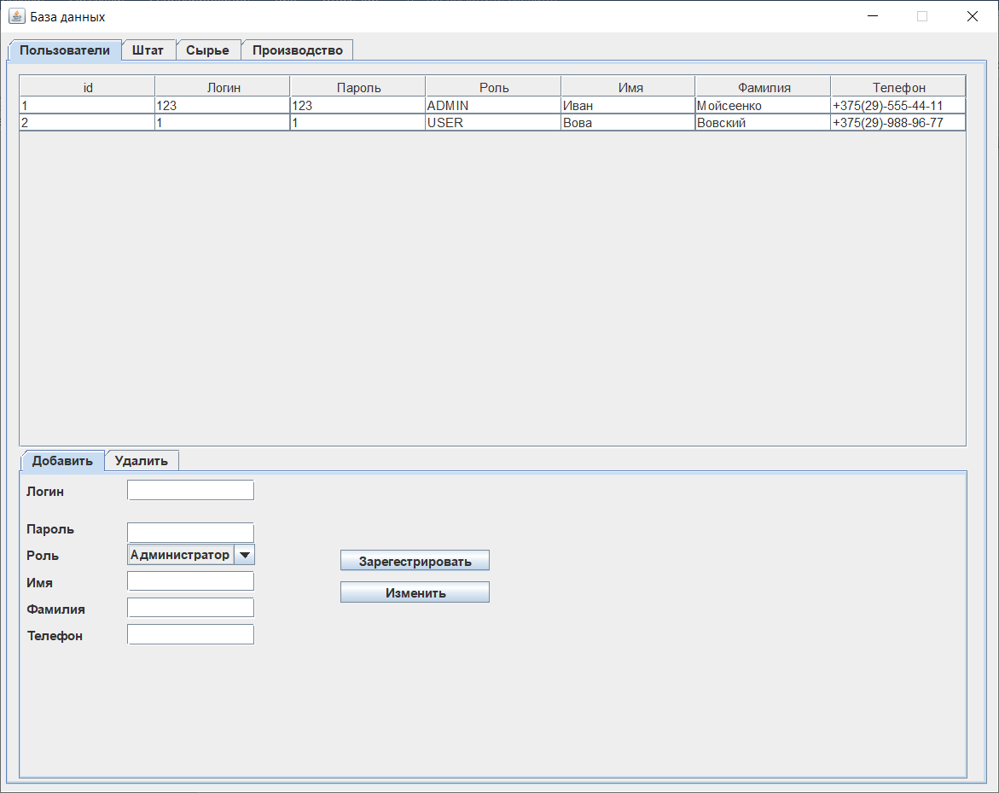 База данных
Пользователи Штат Сырье Производство
id Логин Пароль Роль Имя Фамилия Телефон
1 123 123 ADMIN Иван Мойсеенко +375(29)-555-44-11
2 1 1 USER Вова Вовский +375(29)-988-96-77
Добавить Удалить
Логин
Пароль
Роль Администратор
Зарегестрировать
Имя
Изменить
Фамилия
Телефон